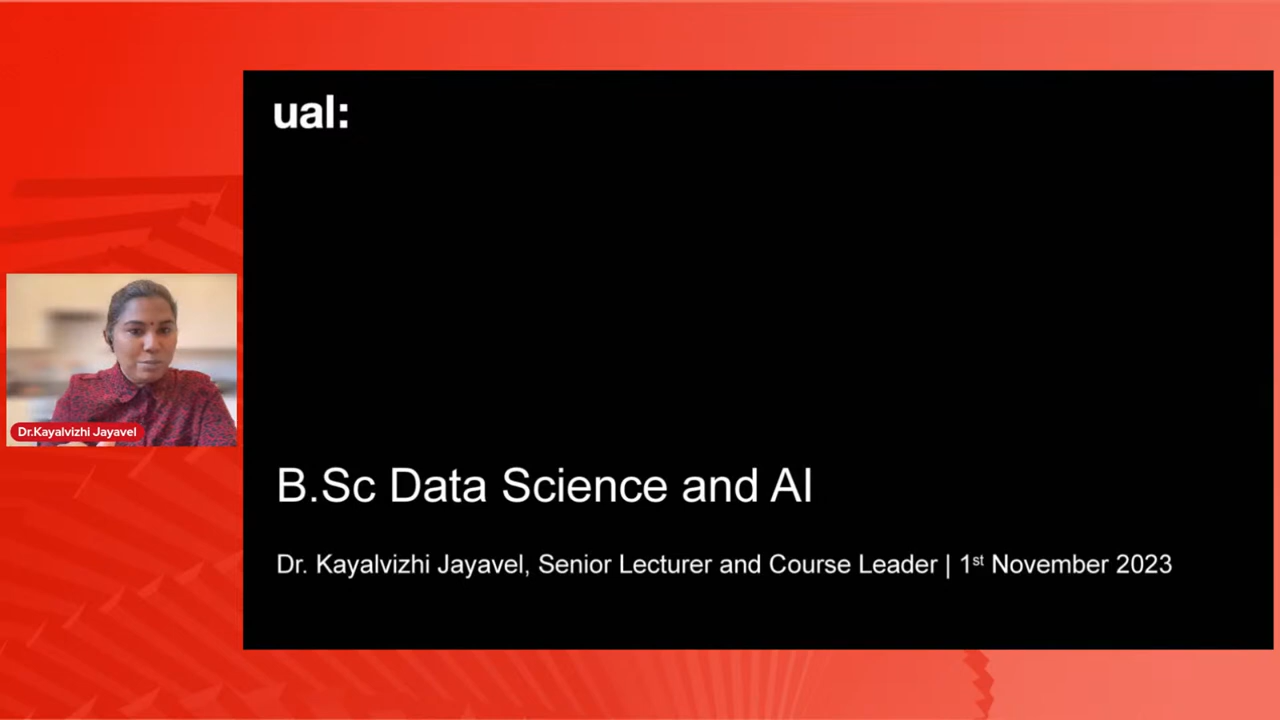 ual:
Dr.Kayalvizhi Jayavel
B.Sc Data Science and AI
Dr. Kayalvizhi Jayavel, Senior Lecturer and Course Leader | 1st November 2023